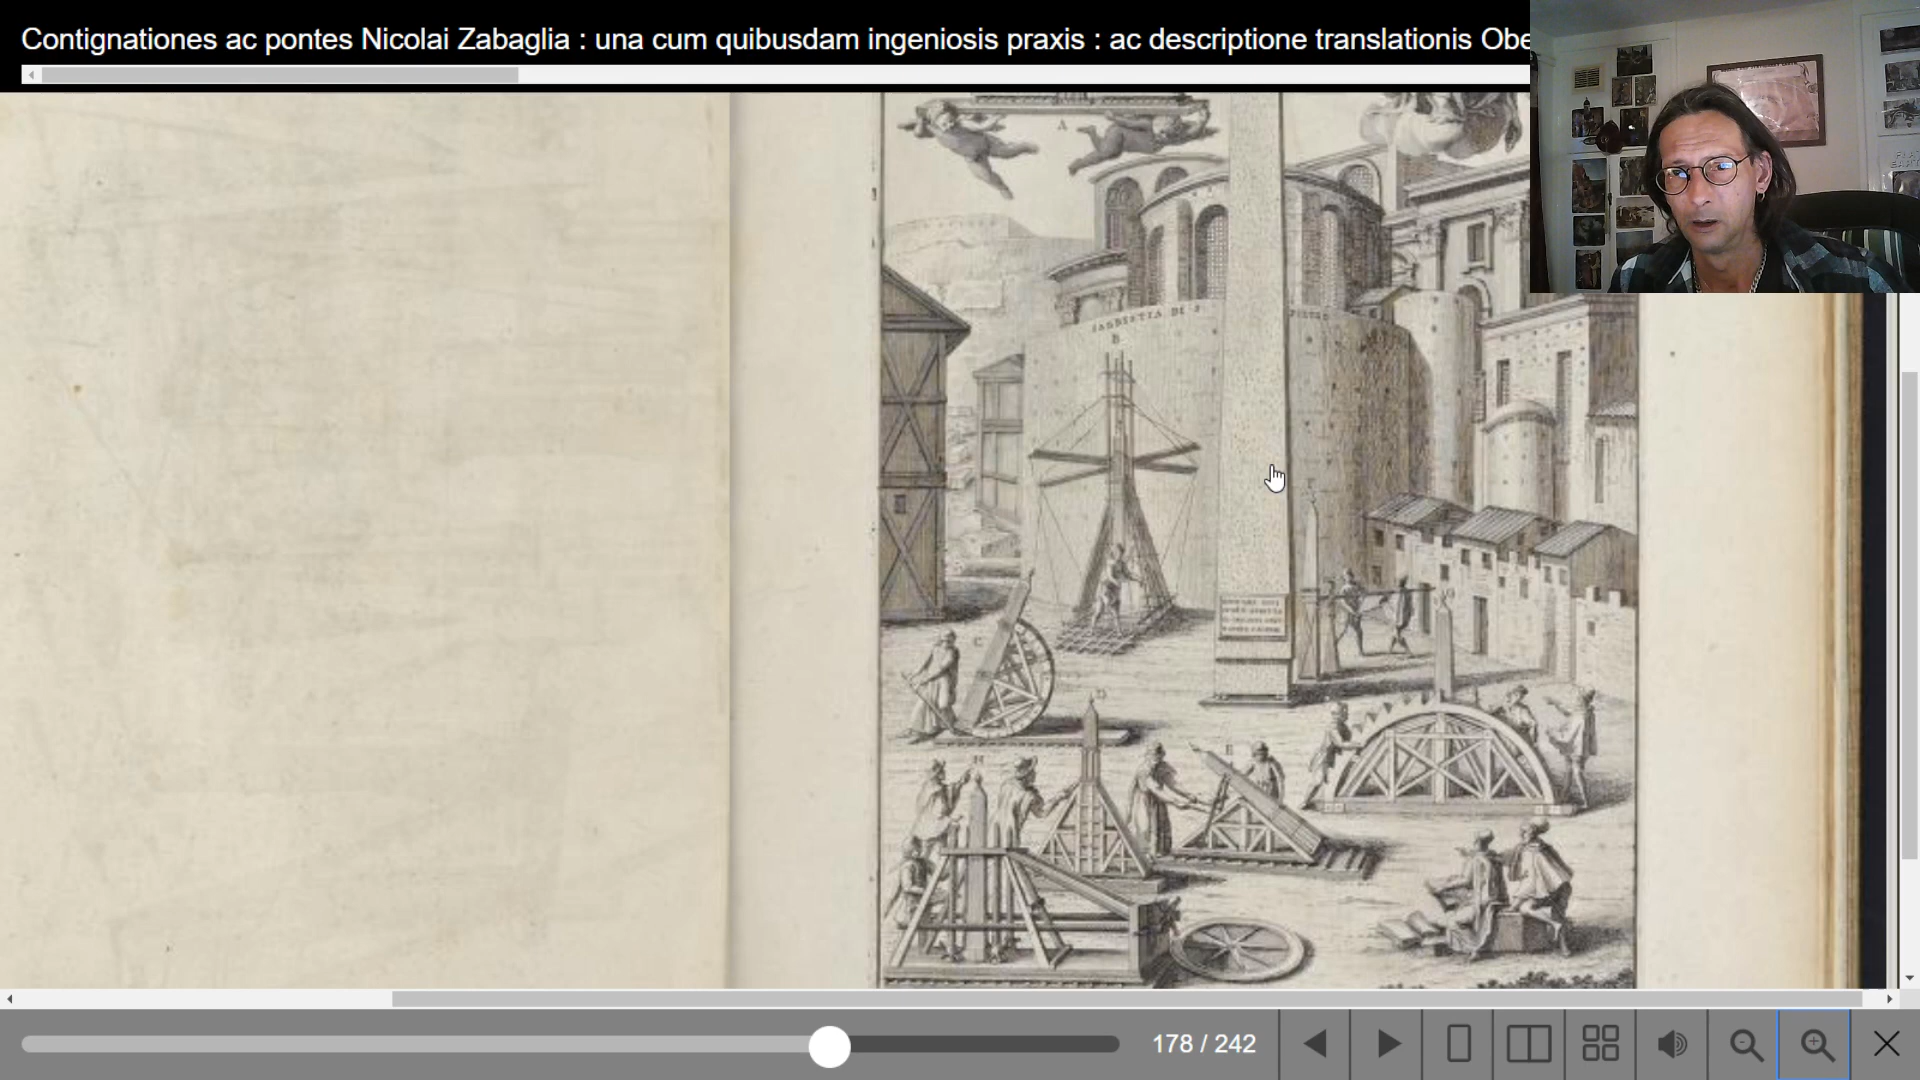 Contignationes ac pontes Nicolai Zabaglia : una cum quibusdam ingeniosis praxis : ac descriptione translationis Obe
A
B
C
D
E
H
178 / 242